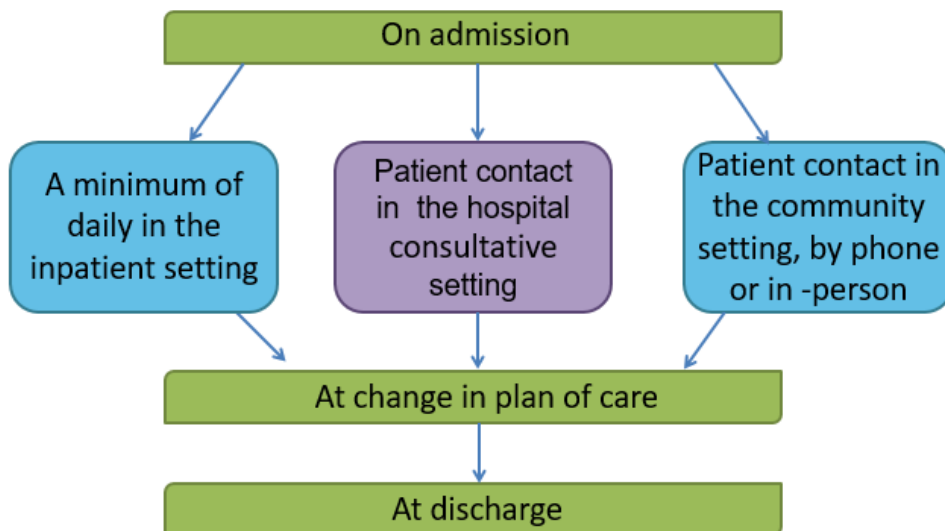 On admission
A minimum of
daily in the
inpatient setting
Patient contact
in the hospital
consultative
setting
Patient contact in
the community
setting, by phone
or in -person
At change in plan of care
At discharge